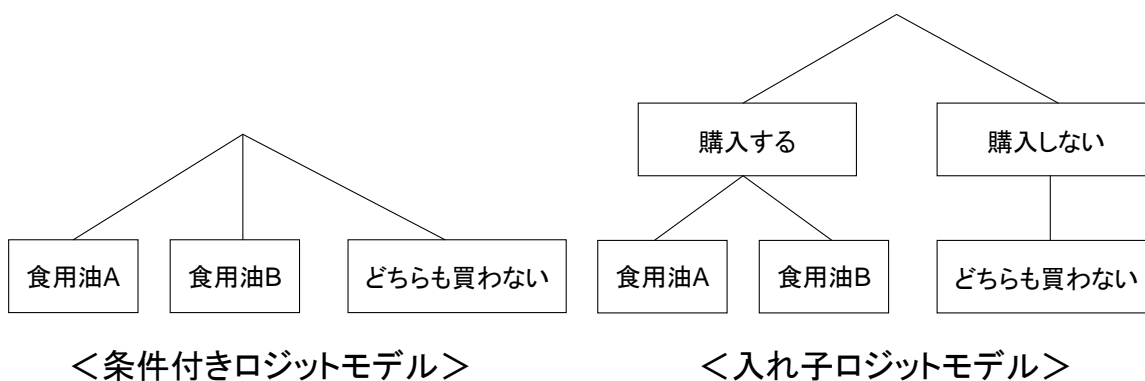 購入する
購入しない
食用油A
食用油B
どちらも買わない
食用油A
食用油B
どちらも買わない
＜条件付きロジットモデル＞
＜入れ子ロジットモデル＞